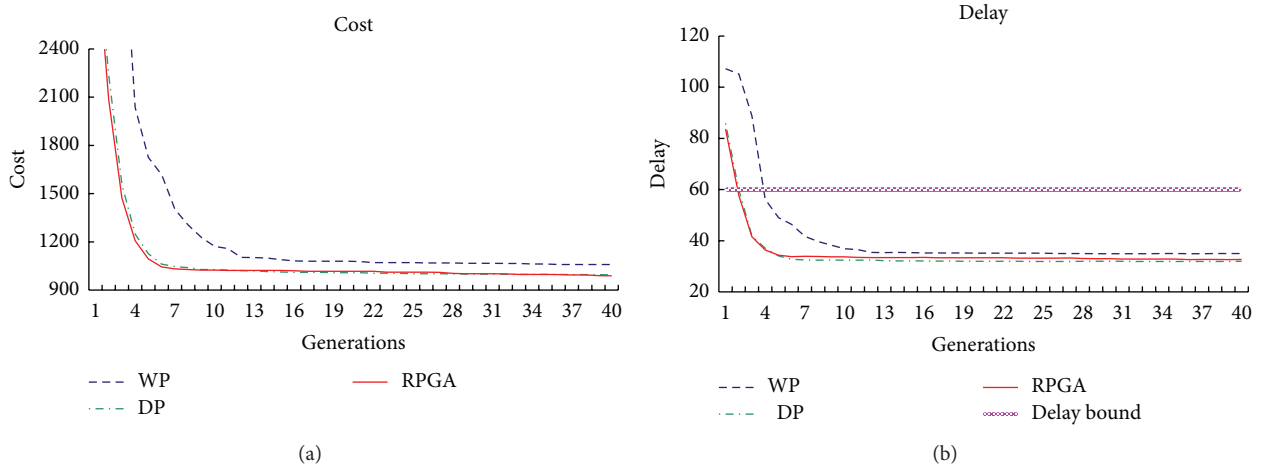 Cost
2400
2100
1800
1500
1200
900
Cost
1 4 7 10 13 16 19 22 25 28 31 34 37 40
Generations
WP
RPGA
DP
(a)
Delay
120
100
80
60
40
20
Delay
1 4 7 10 13 16 19 22 25 28 31 34 37 40
Generations
WP
RPGA
DP
Delay bound
(b)